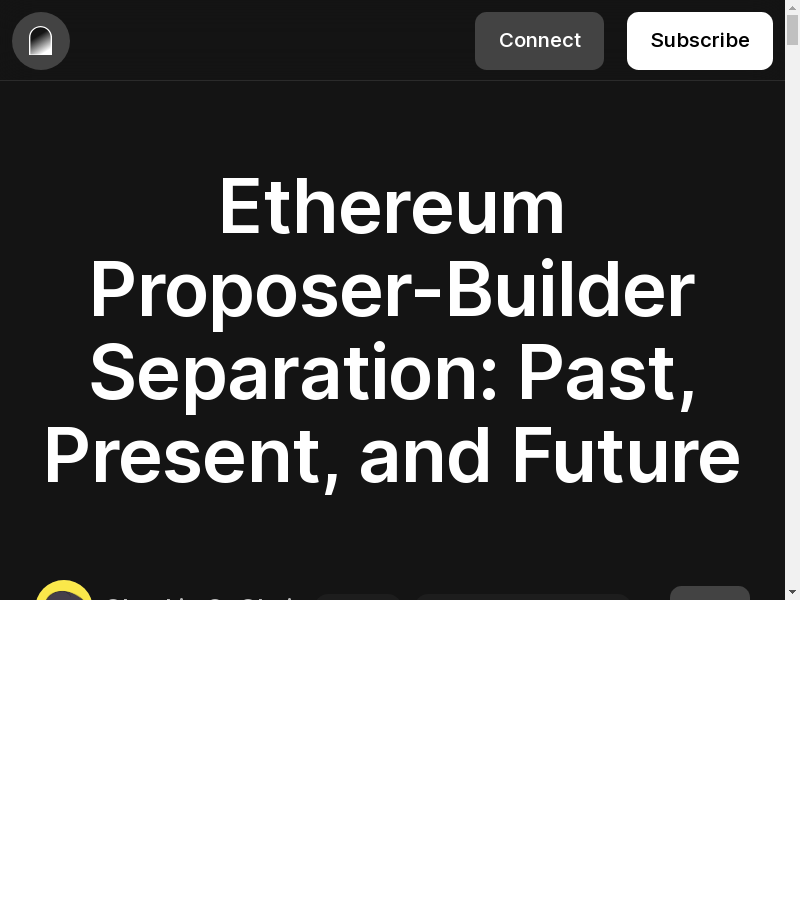 Connect
Subscribe
Ethereum
Proposer-Builder
Separation: Past,
Present, and Future